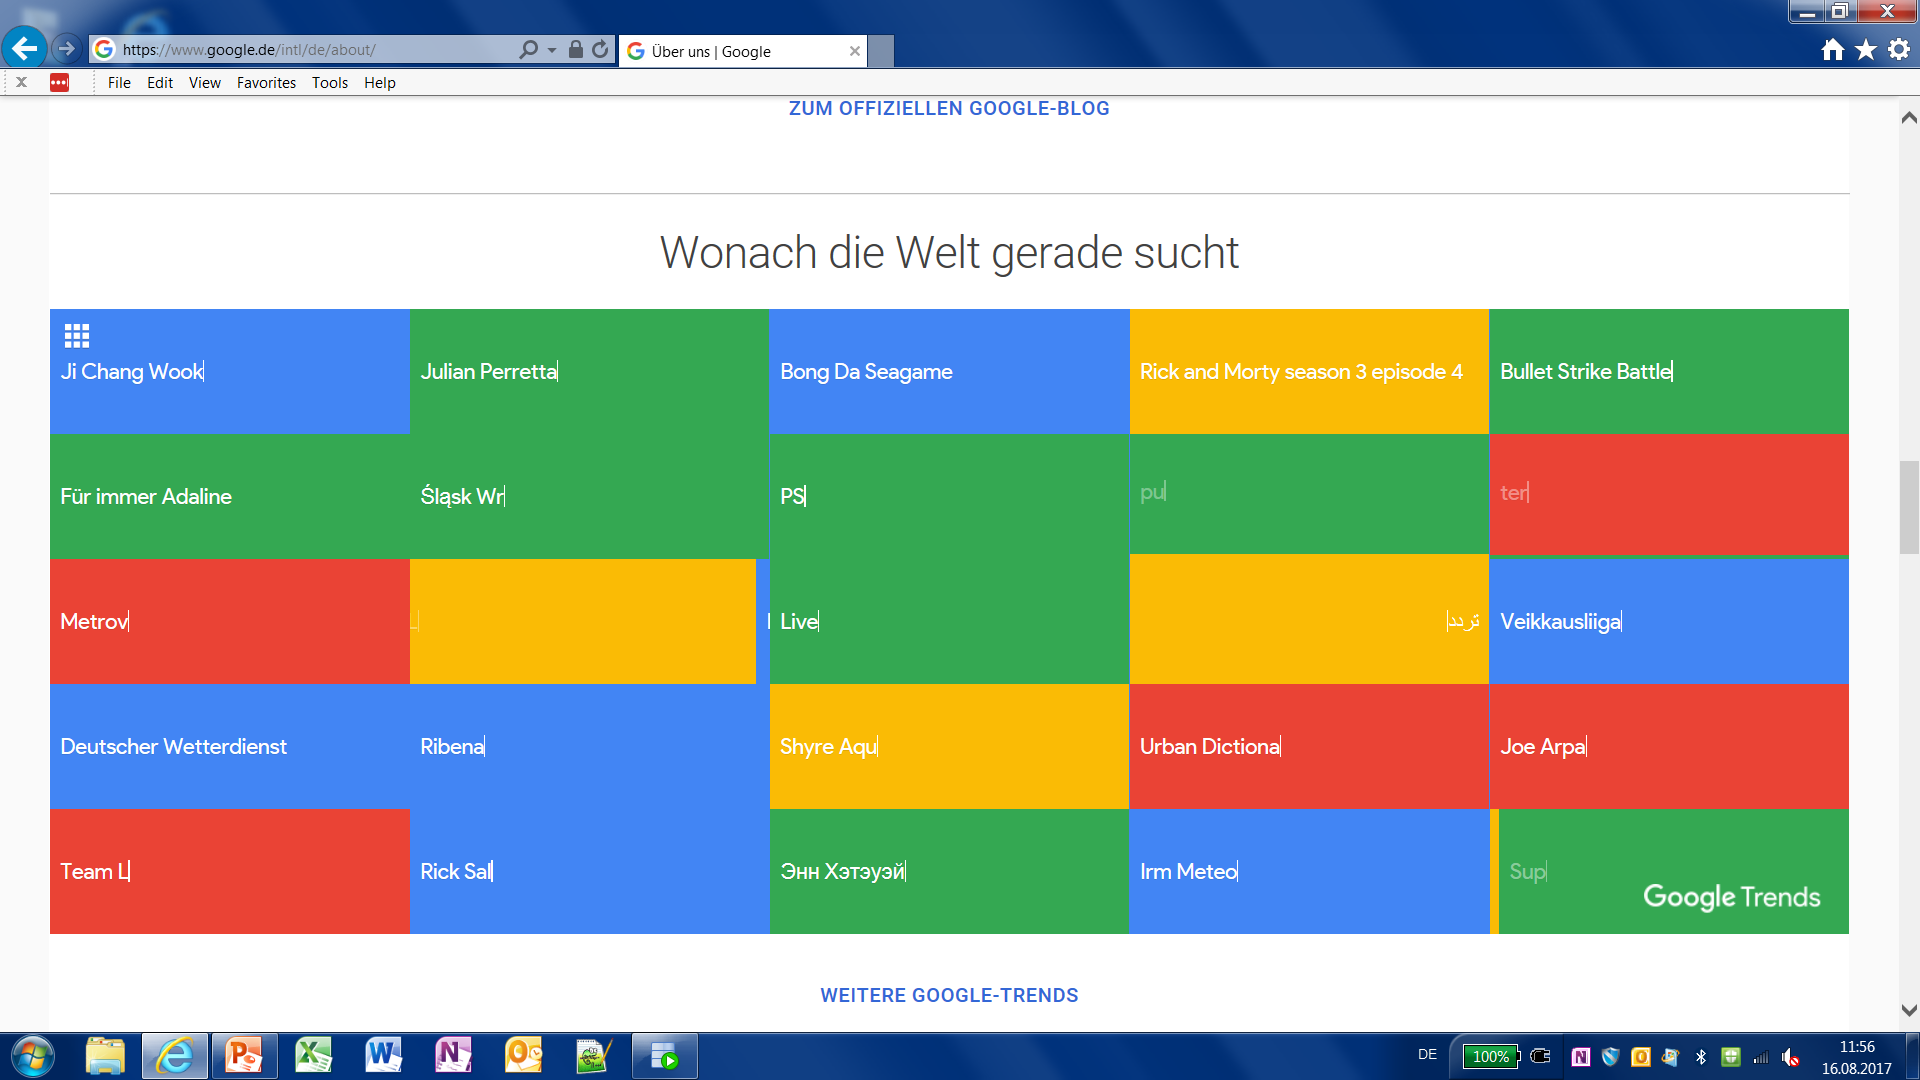 https://www.google.de/intl/de/about/
Über uns | Google
File Edit View Favorites Tools Help
ZUM OFFIZIELLEN GOOGLE-BLOG
Wonach die Welt gerade sucht
Ji Chang Wook
Julian Perretta
Bong Da Seagame
Rick and Morty season 3 episode 4
Bullet Strike Battle
Für immer Adaline
Śląsk Wr
PS
pu
ter
Metrov
Live
تردد
Veikkausliiga
Deutscher Wetterdienst
Ribena
Shyre Aqu
Urban Dictiona
Joe Arpa
Team L
Rick Sal
Энн Хэтэуэй
Irm Meteo
Sup
Google Trends
WEITERE GOOGLE-TRENDS
DE
100%
11:56
16.08.2017